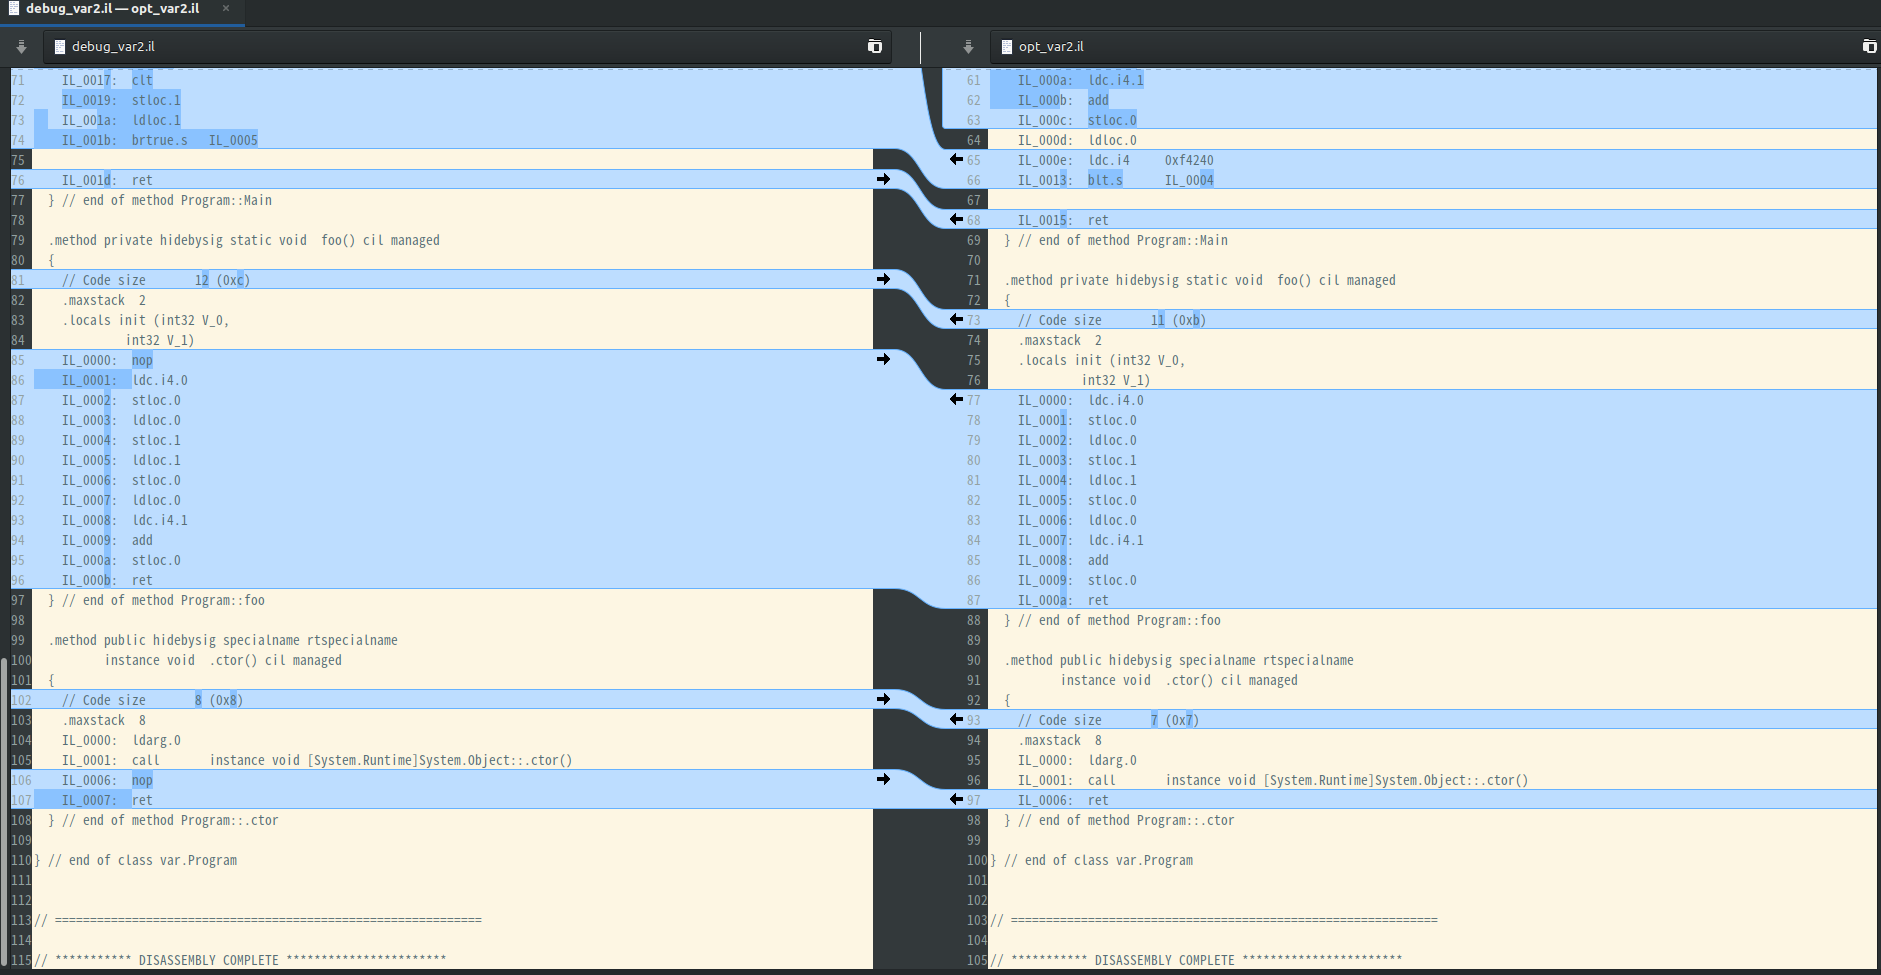 debug_var2.il — opt_var2.il ×
debug_var2.il
71 IL_0017: clt
72 IL_0019: stloc.1
73 IL_001a: ldloc.1
74 IL_001b: brtrue.s IL_0005
75
76 IL_001d: ret
77 } // end of method Program::Main
78
79 .method private hidebysig static void foo() cil managed
80 {
81 // Code size 12 (0xc)
82 .maxstack 2
83 .locals init (int32 V_0,
84 int32 V_1)
85 IL_0000: nop
86 IL_0001: ldc.i4.0
87 IL_0002: stloc.0
88 IL_0003: ldloc.0
89 IL_0004: stloc.1
90 IL_0005: ldloc.1
91 IL_0006: stloc.0
92 IL_0007: ldloc.0
93 IL_0008: ldc.i4.1
94 IL_0009: add
95 IL_000a: stloc.0
96 IL_000b: ret
97 } // end of method Program::foo
98
99 .method public hidebysig specialname rtspecialname
100 instance void .ctor() cil managed
101 {
102 // Code size 8 (0x8)
103 .maxstack 8
104 IL_0000: ldarg.0
105 IL_0001: call instance void [System.Runtime]System.Object::.ctor()
106 IL_0006: nop
107 IL_0007: ret
108 } // end of method Program::.ctor
109
110 } // end of class var.Program
111
112
113 // =============================================================
114
115 // *********** DISASSEMBLY COMPLETE ***********************
opt_var2.il
61 IL_000a: ldc.i4.1
62 IL_000b: add
63 IL_000c: stloc.0
64 IL_000d: ldloc.0
65 IL_000e: ldc.i4 0xf4240
66 IL_0013: blt.s IL_0004
67
68 IL_0015: ret
69 } // end of method Program::Main
70
71 .method private hidebysig static void foo() cil managed
72 {
73 // Code size 11 (0xb)
74 .maxstack 2
75 .locals init (int32 V_0,
76 int32 V_1)
77 IL_0000: ldc.i4.0
78 IL_0001: stloc.0
79 IL_0002: ldloc.0
80 IL_0003: stloc.1
81 IL_0004: ldloc.1
82 IL_0005: stloc.0
83 IL_0006: ldloc.0
84 IL_0007: ldc.i4.1
85 IL_0008: add
86 IL_0009: stloc.0
87 IL_000a: ret
88 } // end of method Program::foo
89
90 .method public hidebysig specialname rtspecialname
91 instance void .ctor() cil managed
92 {
93 // Code size 7 (0x7)
94 .maxstack 8
95 IL_0000: ldarg.0
96 IL_0001: call instance void [System.Runtime]System.Object::.ctor()
97 IL_0006: ret
98 } // end of method Program::.ctor
99
100 } // end of class var.Program
101
102
103 // =============================================================
104
105 // *********** DISASSEMBLY COMPLETE ***********************